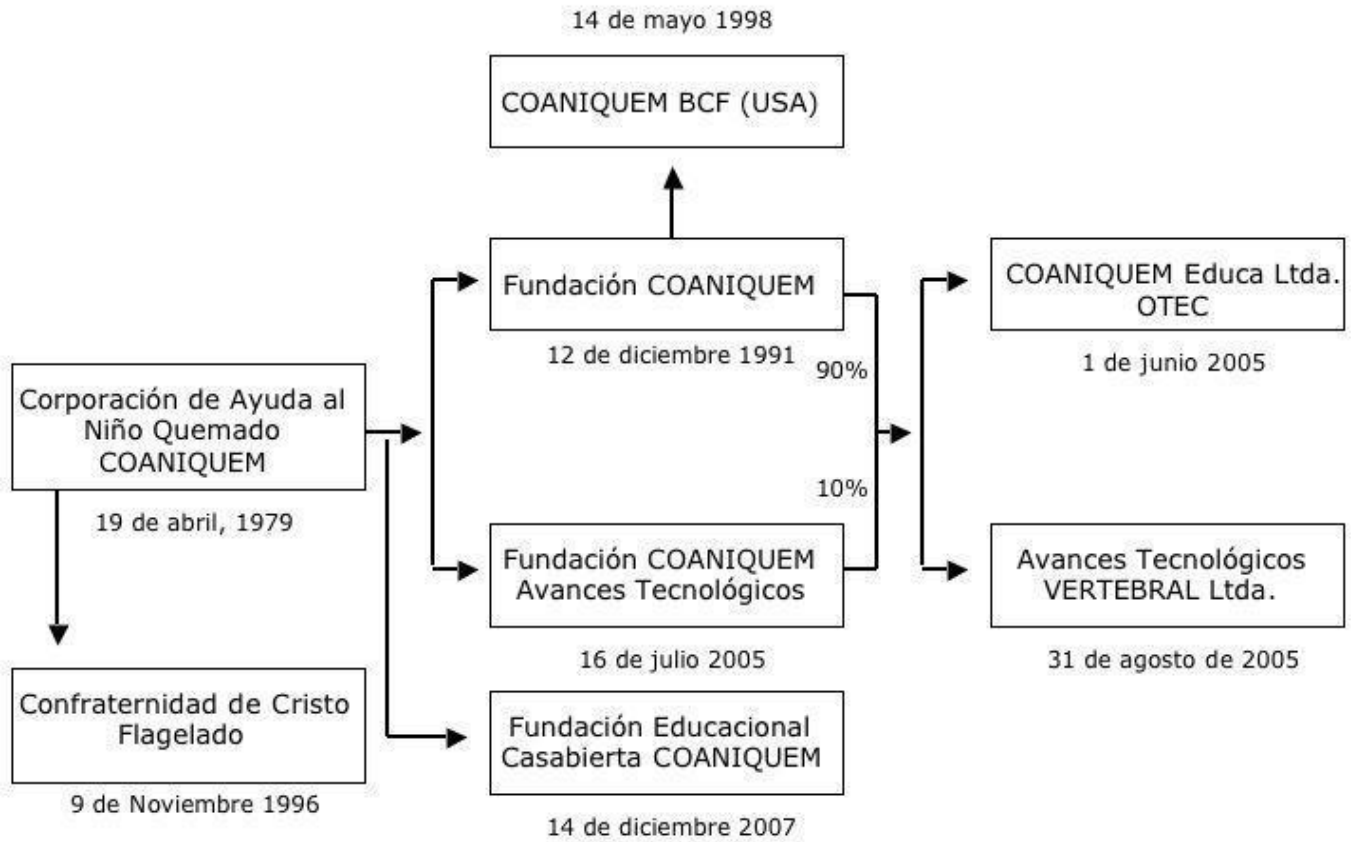 14 de mayo 1998
COANIQUEM BCF (USA)
Fundación COANIQUEM
12 de diciembre 1991
90%
COANIQUEM Educa Ltda.
OTEC
1 de junio 2005
Corporación de Ayuda al
Niño Quemado
COANIQUEM
19 de abril, 1979
10%
Fundación COANIQUEM
Avances Tecnológicos
16 de julio 2005
Avances Tecnológicos
VERTEBRAL Ltda.
31 de agosto de 2005
Confraternidad de Cristo
Flagelado
9 de Noviembre 1996
Fundación Educacional
Casabierta COANIQUEM
14 de diciembre 2007